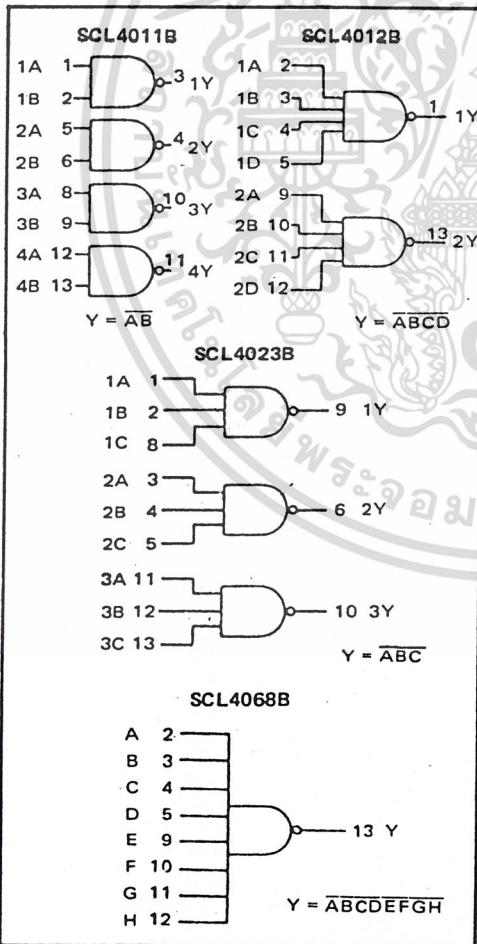 SCL4011B
1A 1
1B 2
3 1Y
2A 5
2B 6
4 2Y
3A 8
3B 9
10 3Y
4A 12
4B 13
11 4Y
Y = A̅B̅
SCL4012B
1A 2
1B 3
1C 4
1D 5
1 1Y
2A 9
2B 10
2C 11
2D 12
13 2Y
Y = A̅B̅C̅D̅
SCL4023B
1A 1
1B 2
1C 8
9 1Y
2A 3
2B 4
2C 5
6 2Y
3A 11
3B 12
3C 13
10 3Y
Y = A̅B̅C̅
SCL4068B
A 2
B 3
C 4
D 5
E 9
F 10
G 11
H 12
13 Y
Y = A̅B̅C̅D̅E̅F̅G̅H̅